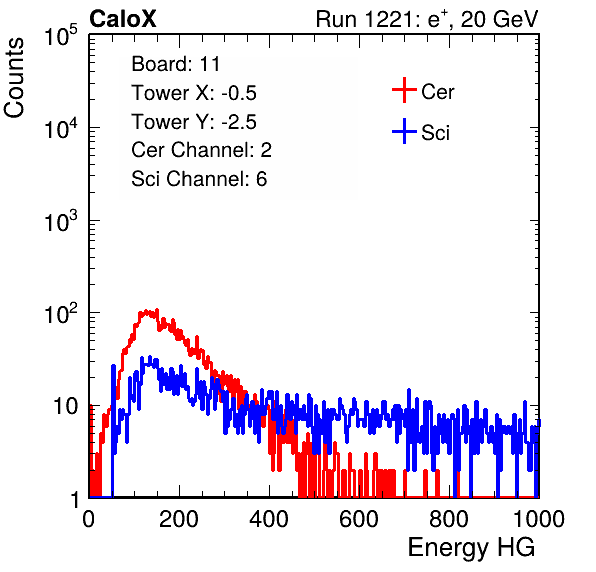 CaloX Run 1221: e+, 20 GeV
Counts
Board: 11
Tower X: -0.5
Tower Y: -2.5
Cer Channel: 2
Sci Channel: 6
Cer
Sci
10^5
10^4
10^3
10^2
10
1
0 200 400 600 800 1000
Energy HG